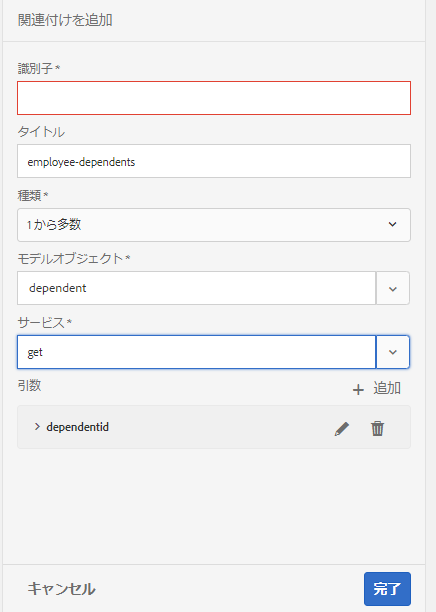 関連付けを追加
識別子*
タイトル
employee-dependents
種類*
1 から多数
モデルオブジェクト*
dependent
サービス*
get
引数
+ 追加
dependentid
キャンセル
完了